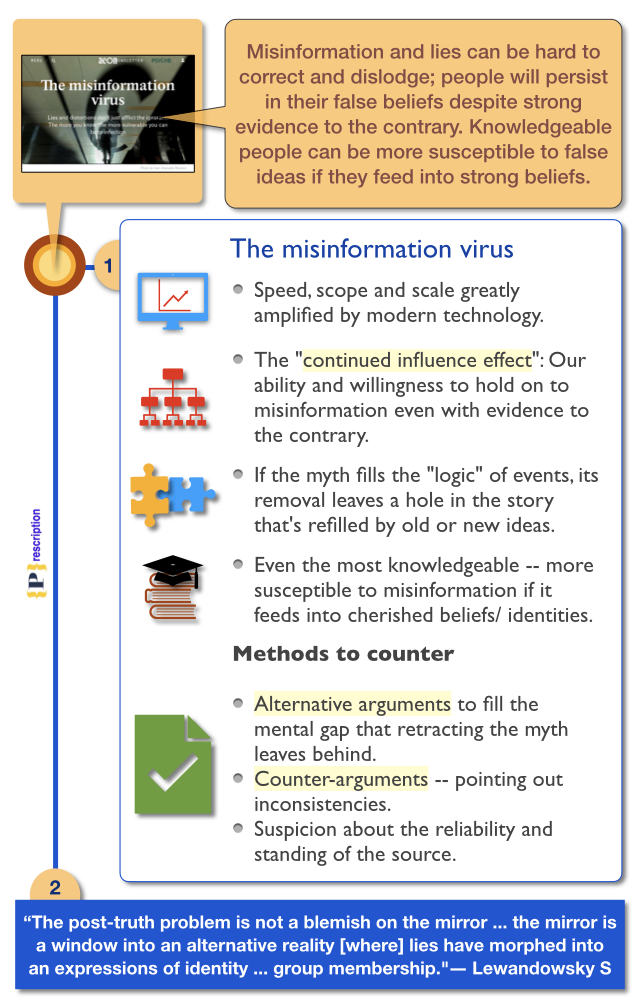 MENU
The misinformation
virus
Lies and distortions don't just afflict the ignorant.
The more you know, the more vulnerable you can
be to infection
Misinformation and lies can be hard to
correct and dislodge; people will persist
in their false beliefs despite strong
evidence to the contrary. Knowledgeable
people can be more susceptible to false
ideas if they feed into strong beliefs.
1
The misinformation virus
Speed, scope and scale greatly
amplified by modern technology.
The "continued influence effect": Our
ability and willingness to hold on to
misinformation even with evidence to
the contrary.
If the myth fills the "logic" of events, its
removal leaves a hole in the story
that's refilled by old or new ideas.
Even the most knowledgeable -- more
susceptible to misinformation if it
feeds into cherished beliefs/ identities.
{P}rescription
Methods to counter
Alternative arguments to fill the
mental gap that retracting the myth
leaves behind.
Counter-arguments -- pointing out
inconsistencies.
Suspicion about the reliability and
standing of the source.
2
“The post-truth problem is not a blemish on the mirror ... the mirror is
a window into an alternative reality [where] lies have morphed into
an expressions of identity ... group membership."— Lewandowsky S